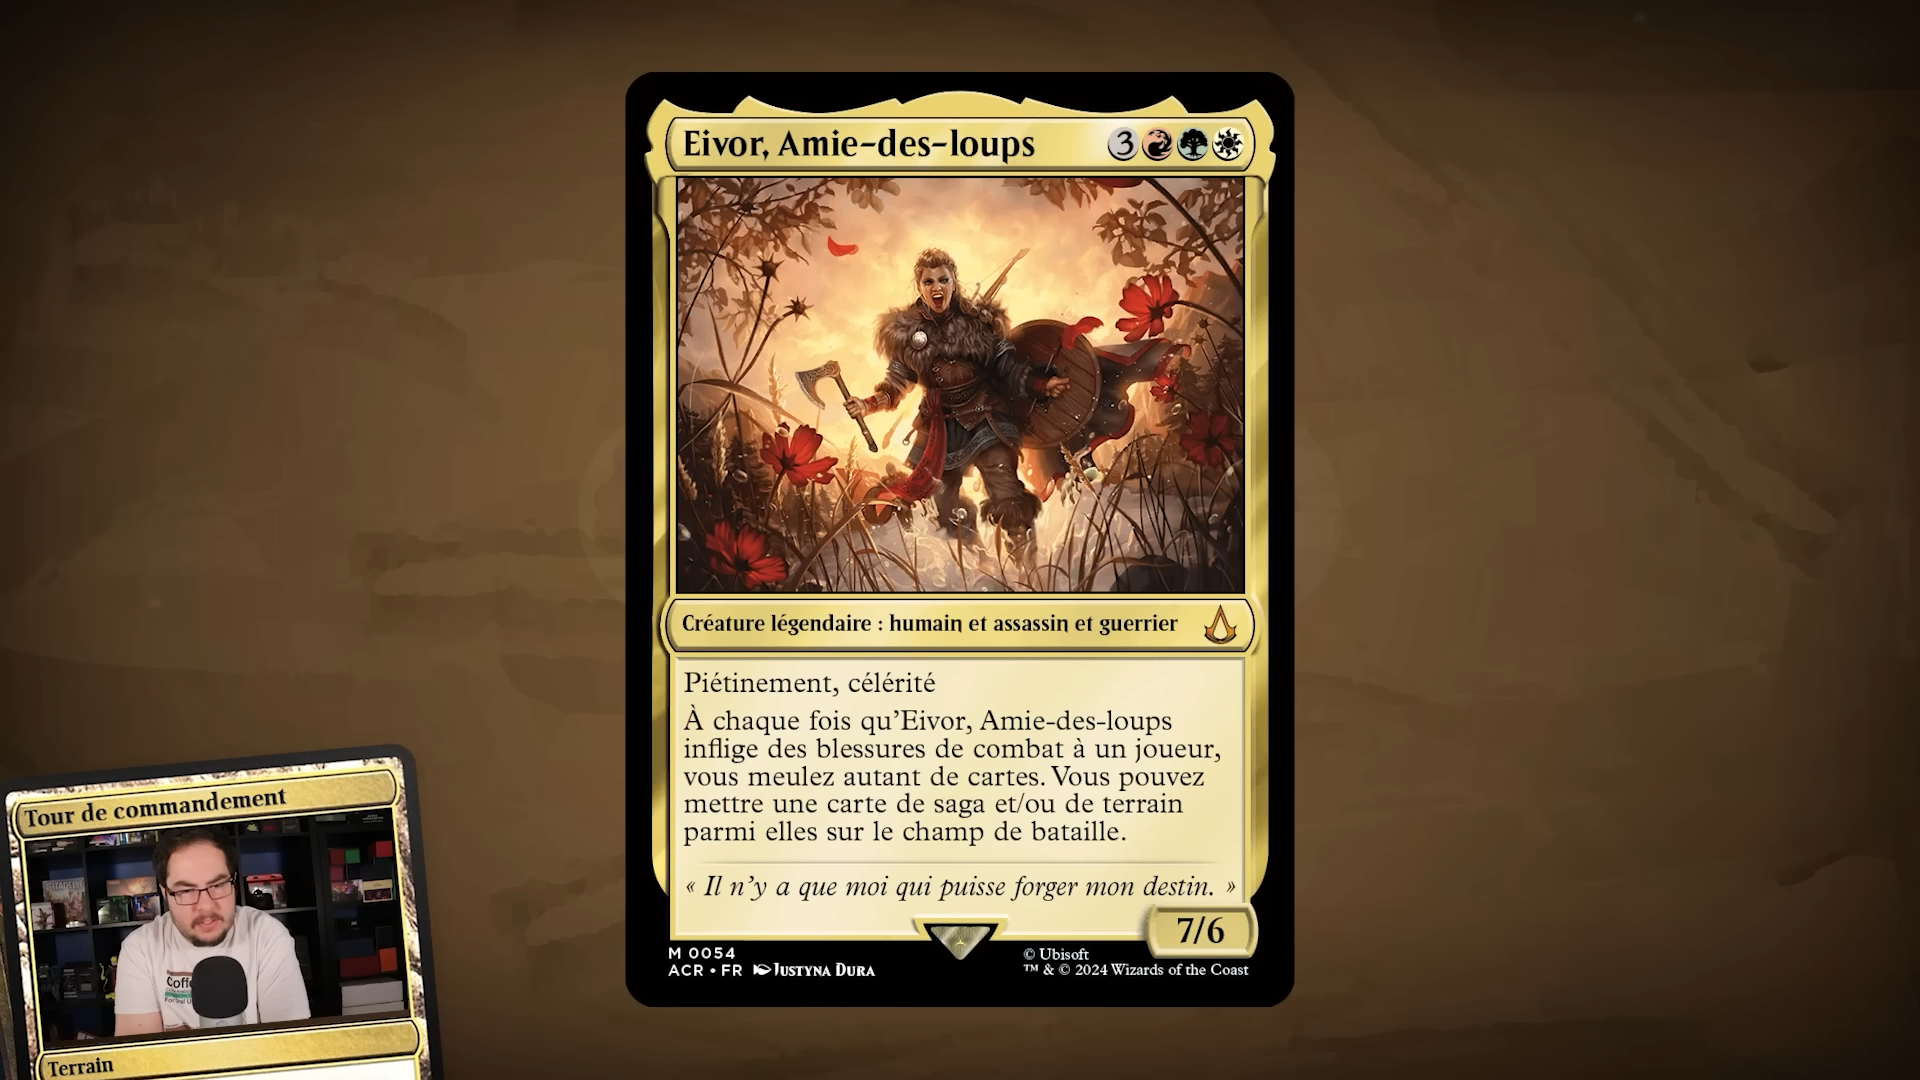 Eivor, Amie-des-loups
3
Créature légendaire : humain et assassin et guerrier
Piétinement, célérité
À chaque fois qu'Eivor, Amie-des-loups
inflige des blessures de combat à un joueur,
vous meulez autant de cartes. Vous pouvez
mettre une carte de saga et/ou de terrain
parmi elles sur le champ de bataille.
« Il n'y a que moi qui puisse forger mon destin. »
7/6
M 0054
ACR • FR Justyna Dura
© Ubisoft
™ & © 2024 Wizards of the Coast
Tour de commandement
CITADELLES
Coffe
Terrain